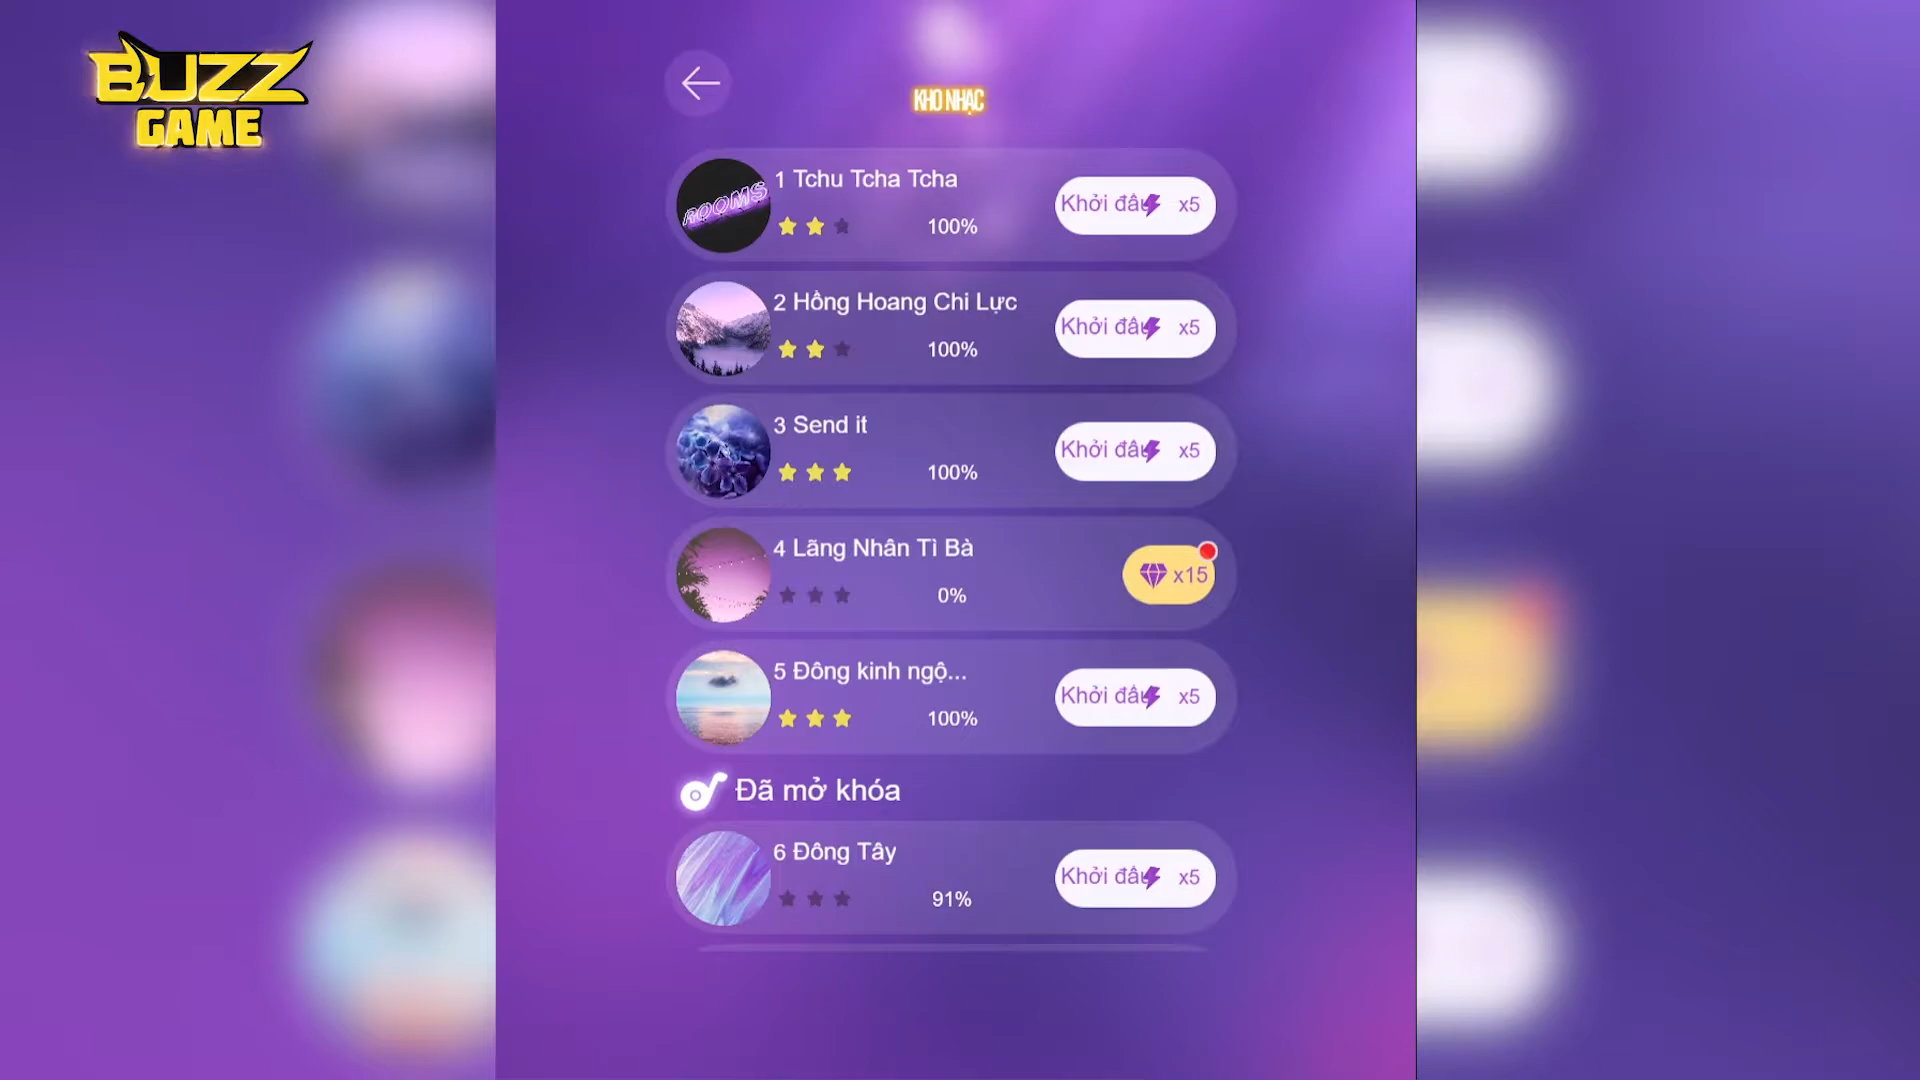 BUZZ
GAME
KHO NHẠC
ROOMS
1 Tchu Tcha Tcha
100%
Khởi đầu x5
2 Hồng Hoang Chi Lực
100%
Khởi đầu x5
3 Send it
100%
Khởi đầu x5
4 Lãng Nhân Tì Bà
0%
x15
5 Đông kinh ngộ...
100%
Khởi đầu x5
Đã mở khóa
6 Đông Tây
91%
Khởi đầu x5